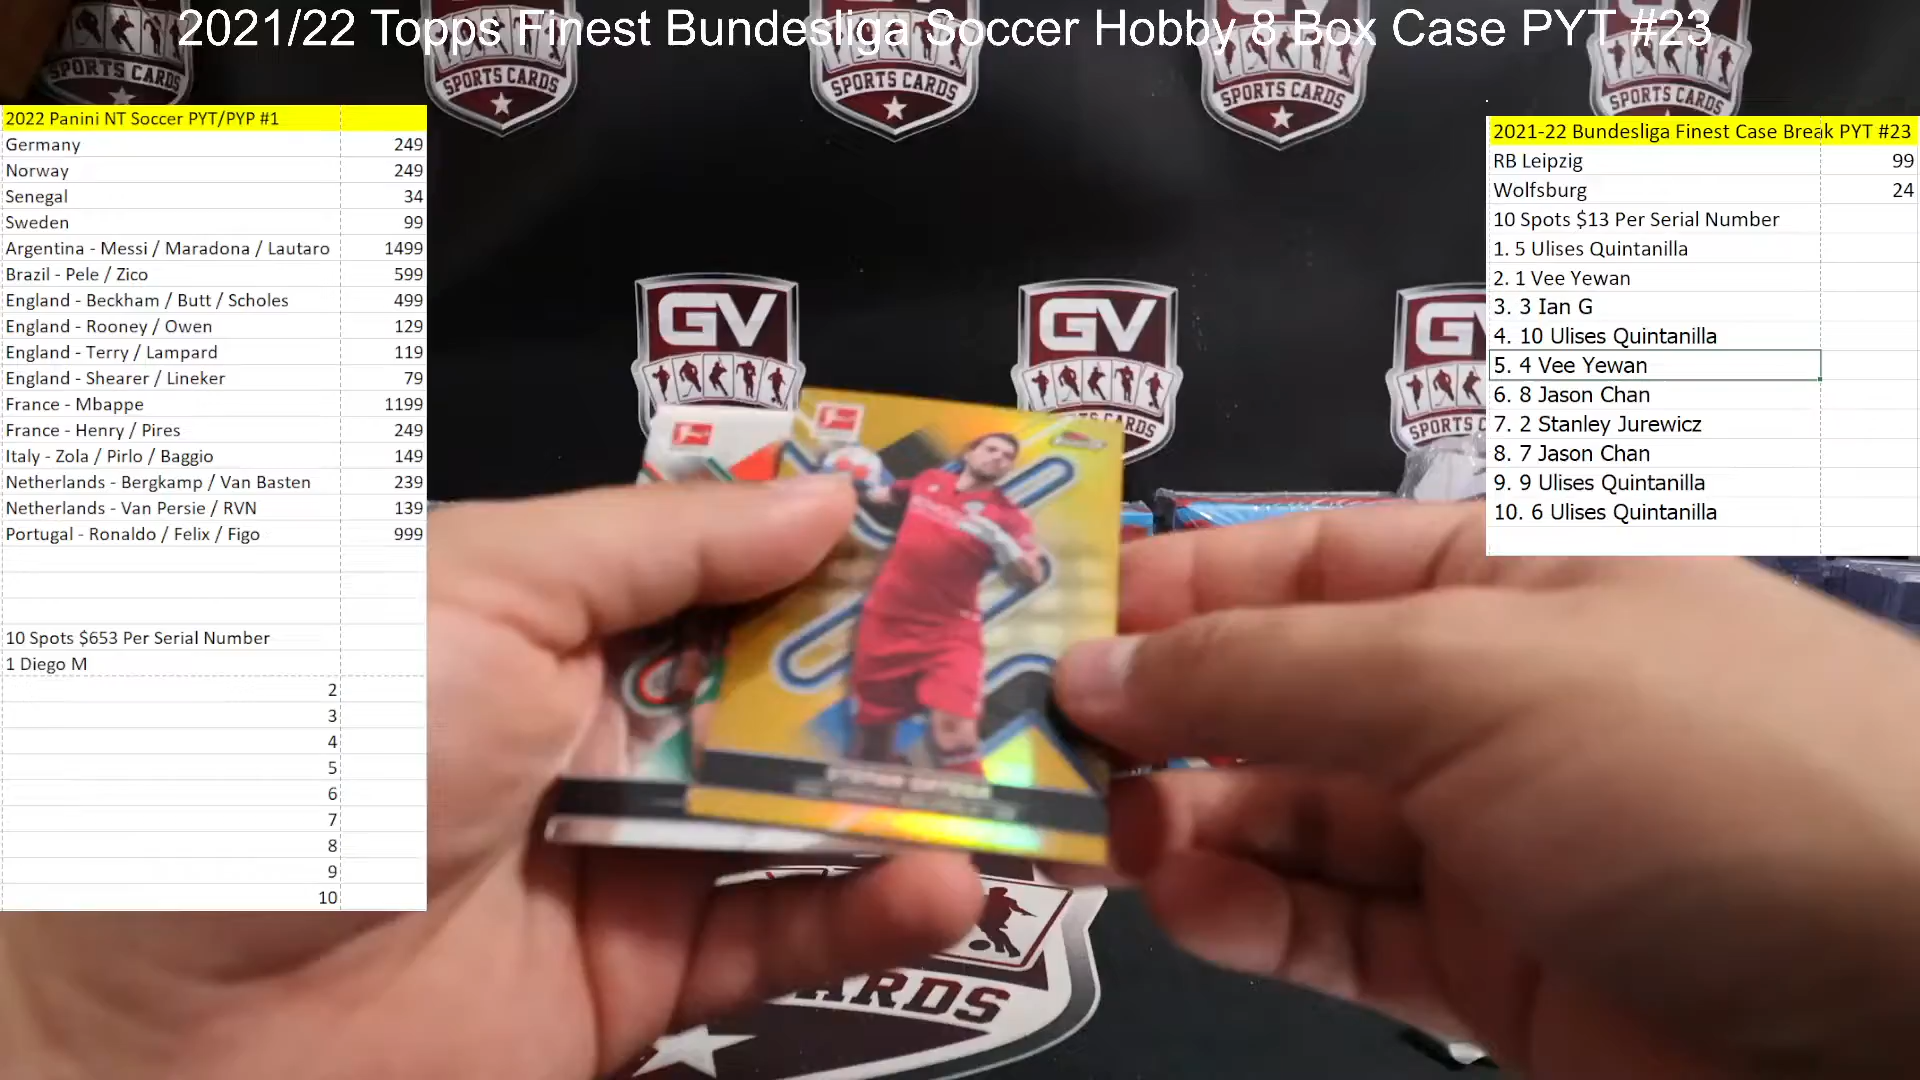 2021/22 Topps Finest Bundesliga Soccer Hobby 8 Box Case PYT #23
SPORTS CARDS
SPORTS CARDS
SPORTS CARDS
SPORTS CARDS
SPORTS CARDS
2022 Panini NT Soccer PYT/PYP #1
Germany 249
Norway 249
Senegal 34
Sweden 99
Argentina - Messi / Maradona / Lautaro 1499
Brazil - Pele / Zico 599
England - Beckham / Butt / Scholes 499
England - Rooney / Owen 129
England - Terry / Lampard 119
England - Shearer / Lineker 79
France - Mbappe 1199
France - Henry / Pires 249
Italy - Zola / Pirlo / Baggio 149
Netherlands - Bergkamp / Van Basten 239
Netherlands - Van Persie / RVN 139
Portugal - Ronaldo / Felix / Figo 999
10 Spots $653 Per Serial Number
1 Diego M
2
3
4
5
6
7
8
9
10
2021-22 Bundesliga Finest Case Break PYT #23
RB Leipzig 99
Wolfsburg 24
10 Spots $13 Per Serial Number
1. 5 Ulises Quintanilla
2. 1 Vee Yewan
3. 3 Ian G
4. 10 Ulises Quintanilla
5. 4 Vee Yewan
6. 8 Jason Chan
7. 2 Stanley Jurewicz
8. 7 Jason Chan
9. 9 Ulises Quintanilla
10. 6 Ulises Quintanilla
GV
GV
GV
CARDS
ARDS